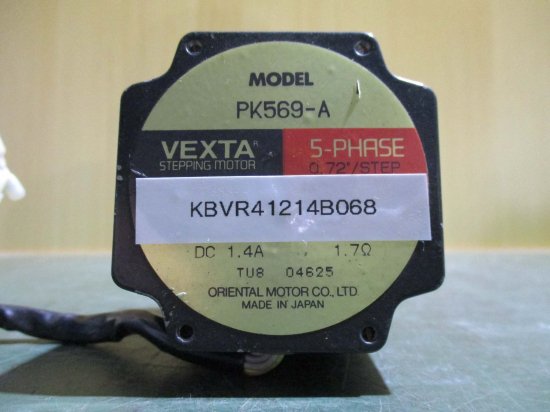 MODEL
PK569-A
VEXTA® 5-PHASE
STEPPING MOTOR 0.72°/STEP
KBVR41214B068
DC 1.4A , 1.7Ω
TU8 04625
ORIENTAL MOTOR CO., LTD.
MADE IN JAPAN